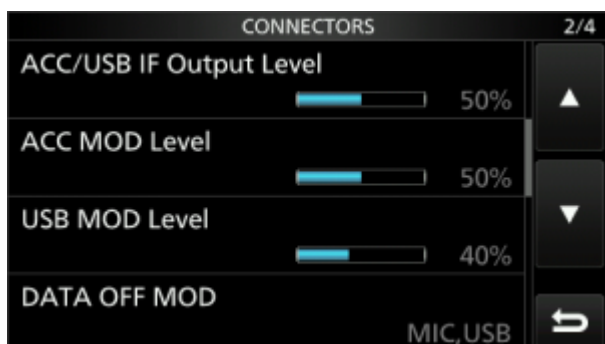 CONNECTORS 2/4
ACC/USB IF Output Level
50%
ACC MOD Level
50%
USB MOD Level
40%
DATA OFF MOD
MIC,USB